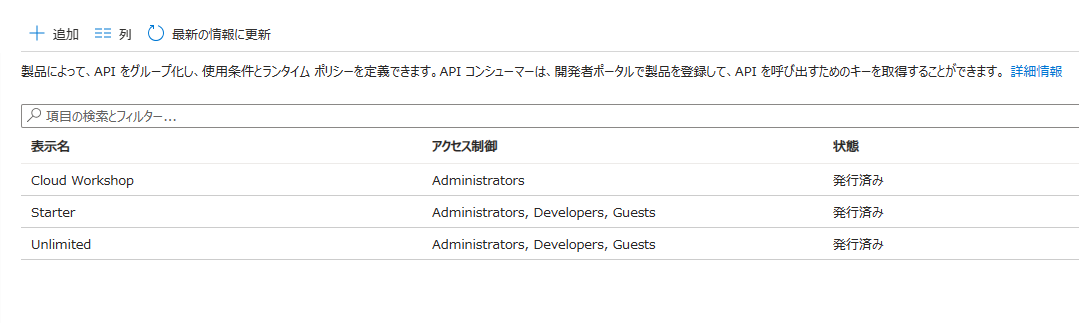 追加 列 最新の情報に更新
製品によって、API をグループ化し、使用条件とランタイム ポリシーを定義できます。API コンシューマーは、開発者ポータルで製品を登録して、API を呼び出すためのキーを取得することができます。 詳細情報
項目の検索とフィルター...
表示名 アクセス制御 状態
Cloud Workshop Administrators 発行済み
Starter Administrators, Developers, Guests 発行済み
Unlimited Administrators, Developers, Guests 発行済み